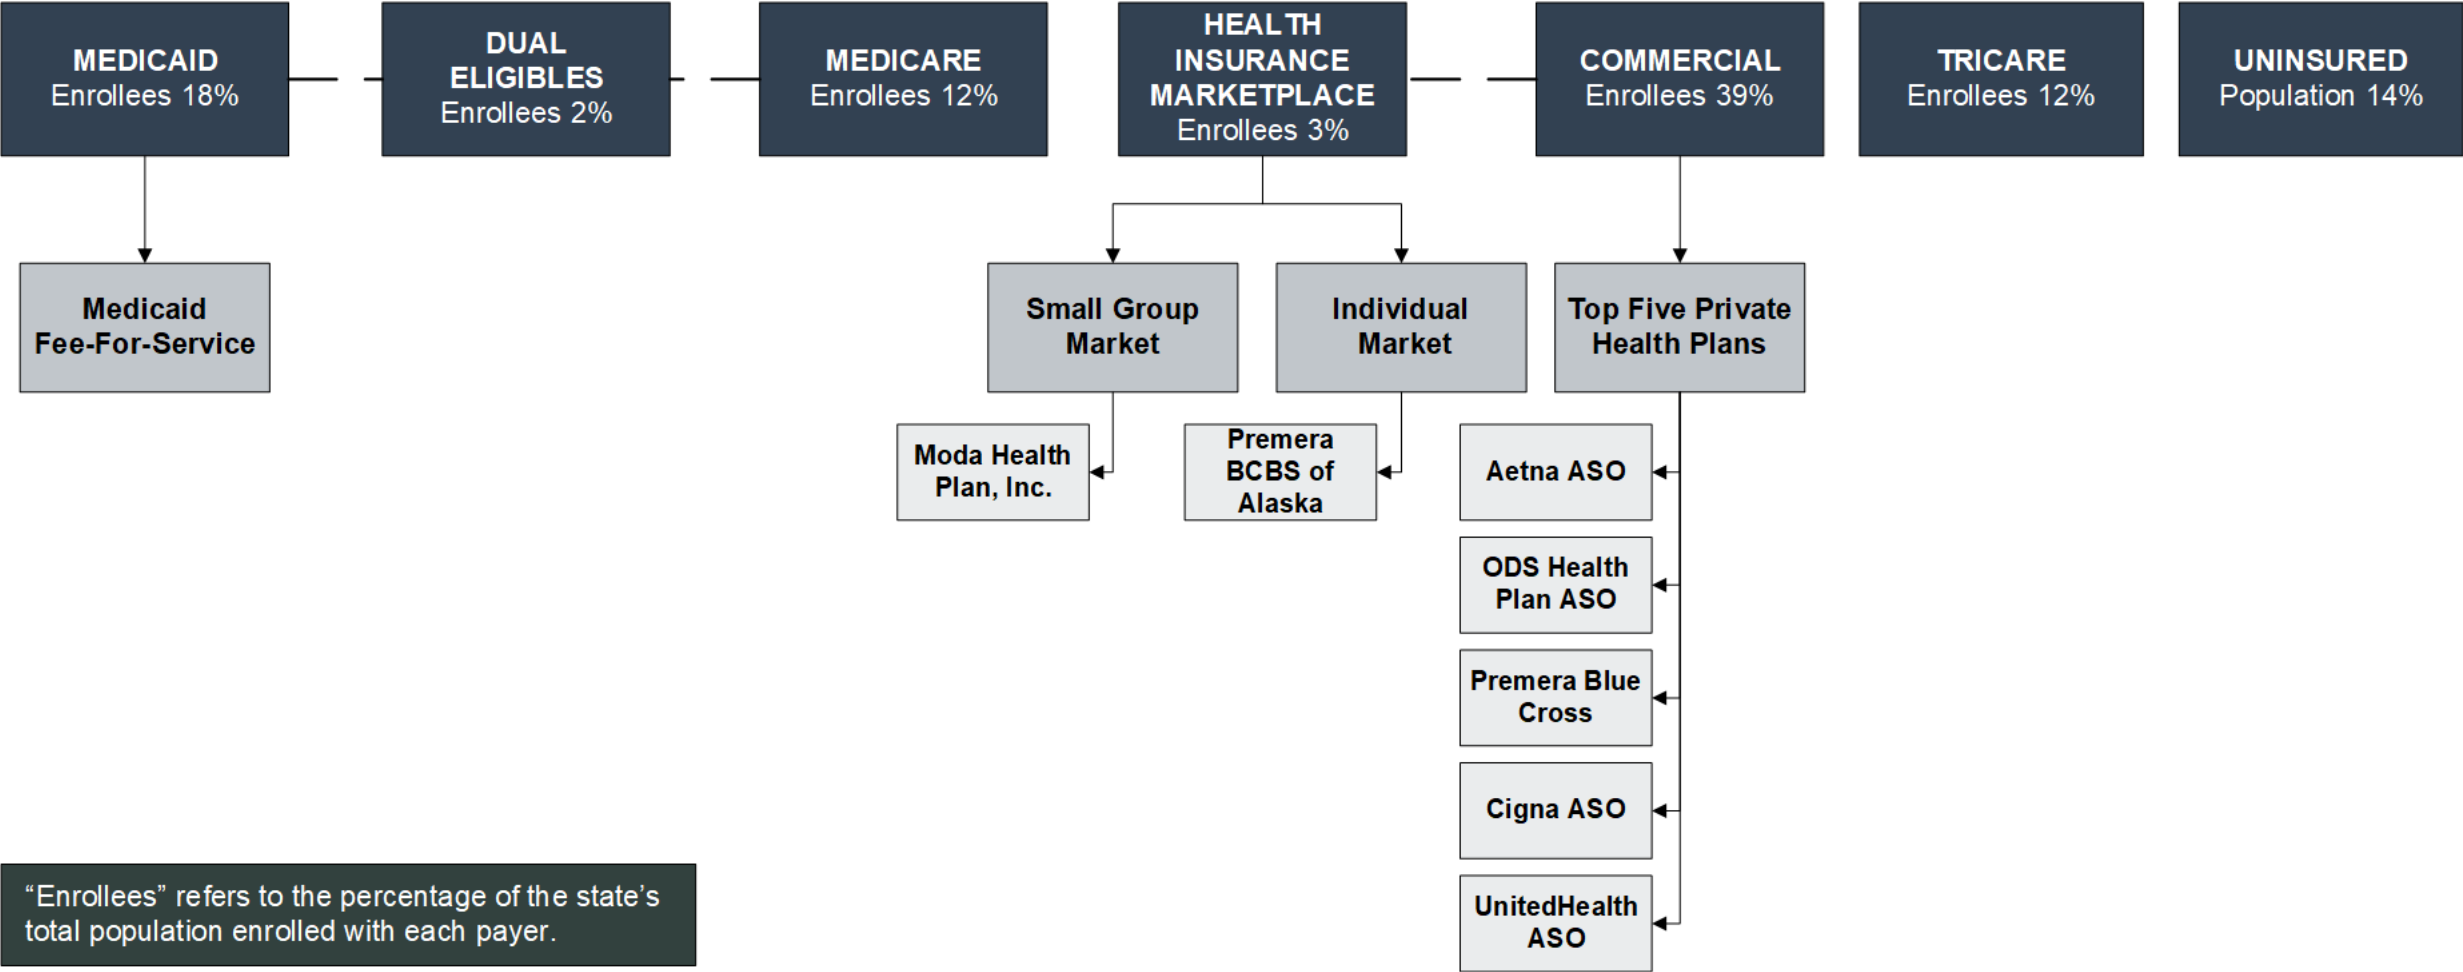 MEDICAID
Enrollees 18%
DUAL
ELIGIBLES
Enrollees 2%
MEDICARE
Enrollees 12%
HEALTH
INSURANCE
MARKETPLACE
Enrollees 3%
COMMERCIAL
Enrollees 39%
TRICARE
Enrollees 12%
UNINSURED
Population 14%
Medicaid
Fee-For-Service
Small Group
Market
Individual
Market
Top Five Private
Health Plans
Moda Health
Plan, Inc.
Premera
BCBS of
Alaska
Aetna ASO
ODS Health
Plan ASO
Premera Blue
Cross
Cigna ASO
UnitedHealth
ASO
“Enrollees” refers to the percentage of the state’s
total population enrolled with each payer.